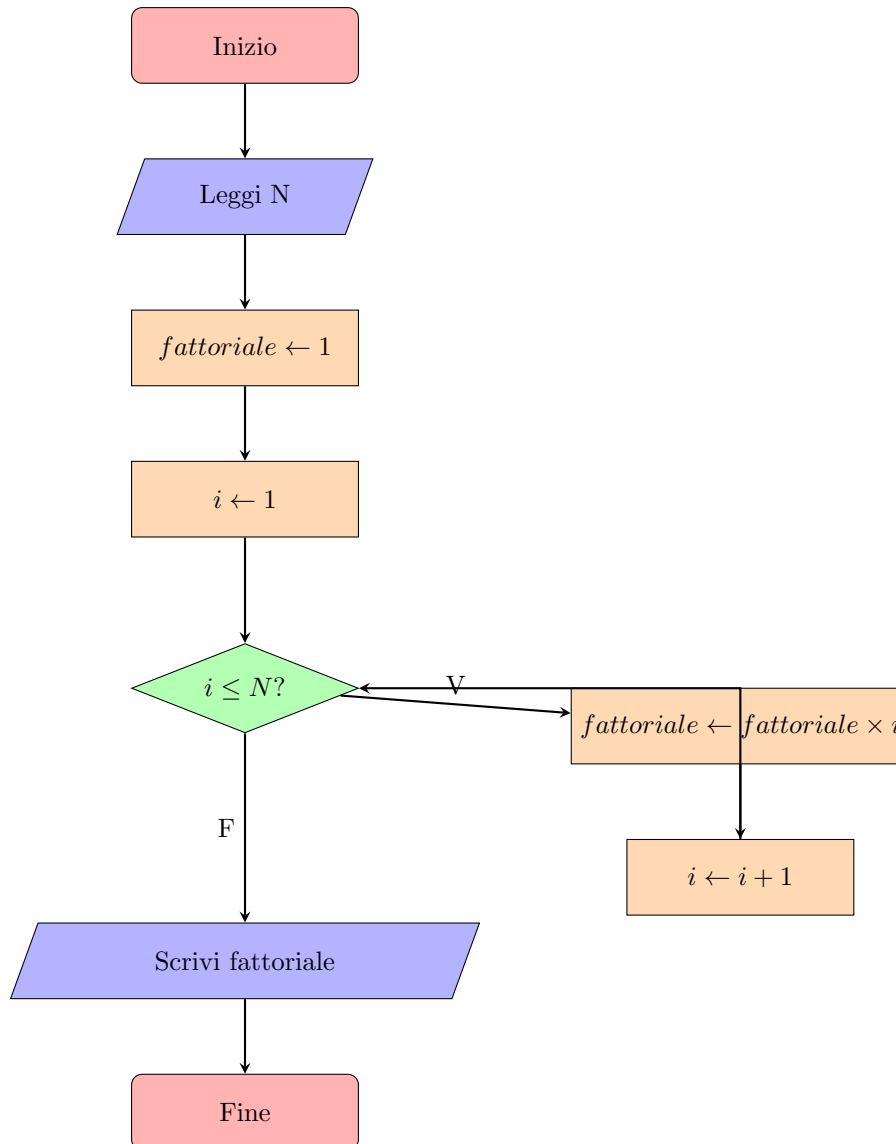 Inizio
Leggi N
fattoriale ← 1
i ← 1
i ≤ N?
V
fattoriale ← fattoriale × i
i ← i + 1
F
Scrivi fattoriale
Fine